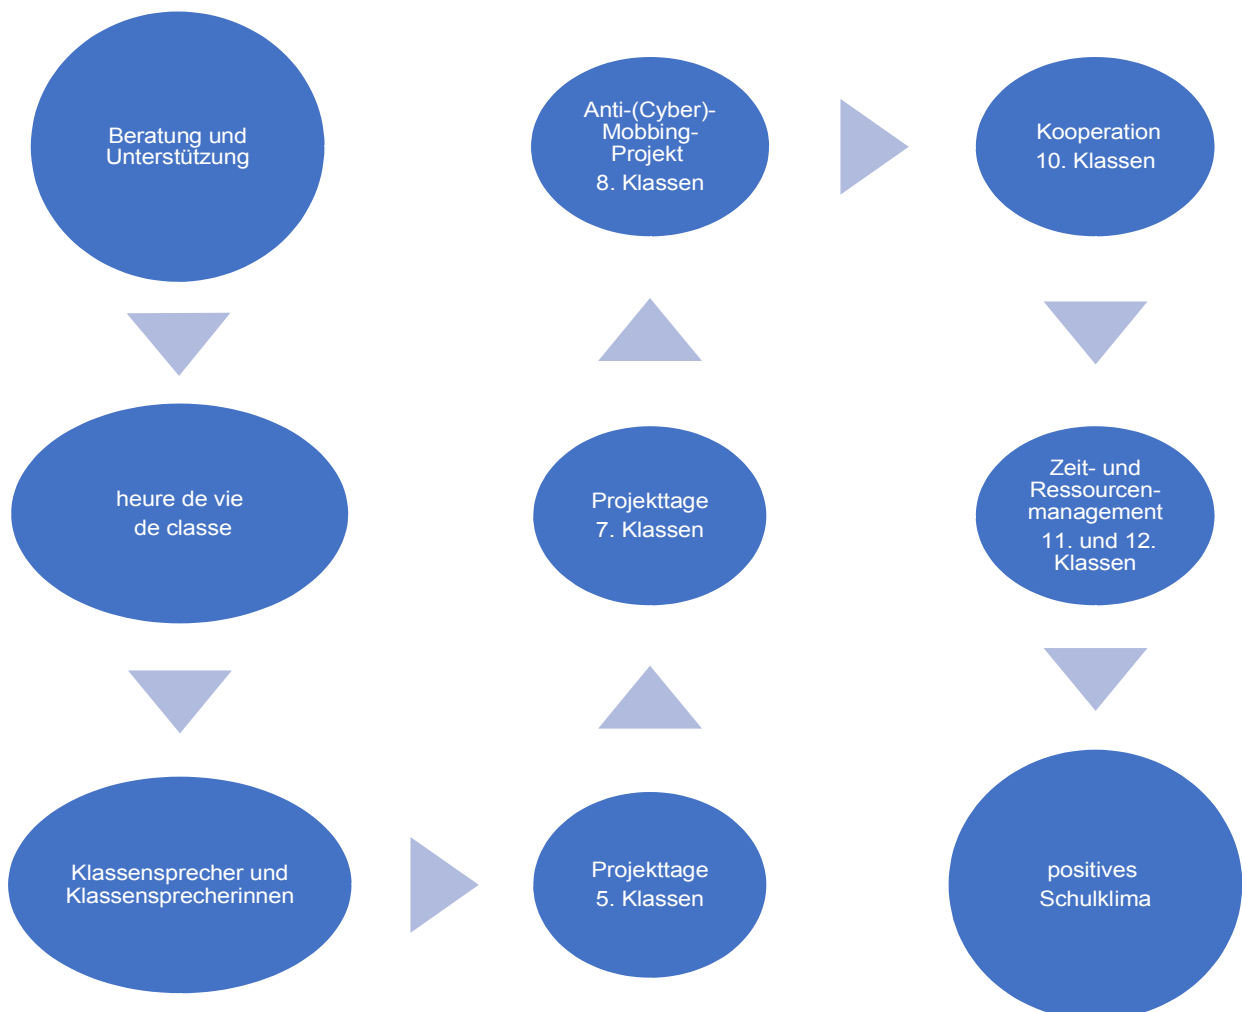 Beratung und
Unterstützung
heure de vie
de classe
Klassensprecher und
Klassensprecherinnen
Projekttage
5. Klassen
Projekttage
7. Klassen
Anti-(Cyber)-
Mobbing-
Projekt
8. Klassen
Kooperation
10. Klassen
Zeit- und
Ressourcen-
management
11. und 12.
Klassen
positives
Schulklima